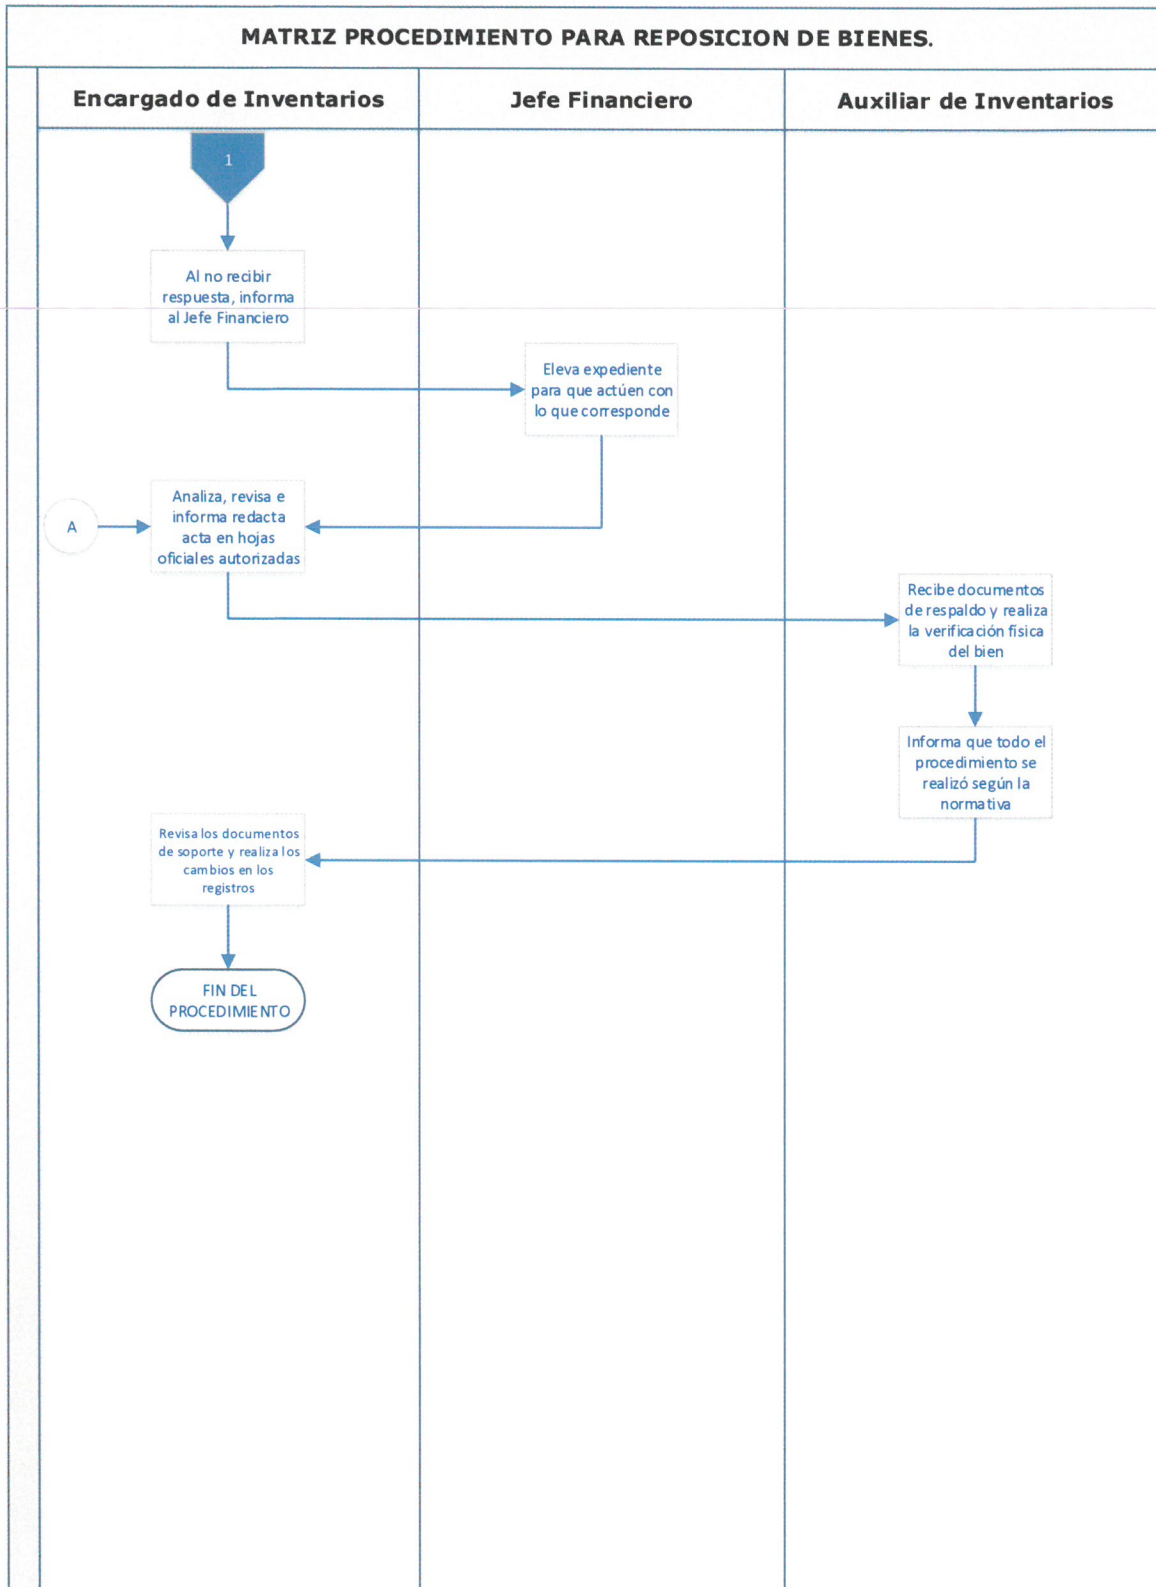 MATRIZ PROCEDIMIENTO PARA REPOSICION DE BIENES.
Encargado de Inventarios
Jefe Financiero
Auxiliar de Inventarios
1
Al no recibir
respuesta, informa
al Jefe Financiero
Eleva expediente
para que actúen con
lo que corresponde
A
Analiza, revisa e
informa redacta
acta en hojas
oficiales autorizadas
Recibe documentos
de respaldo y realiza
la verificación física
del bien
Informa que todo el
procedimiento se
realizó según la
normativa
Revisa los documentos
de soporte y realiza los
cambios en los
registros
FIN DEL
PROCEDIMIENTO